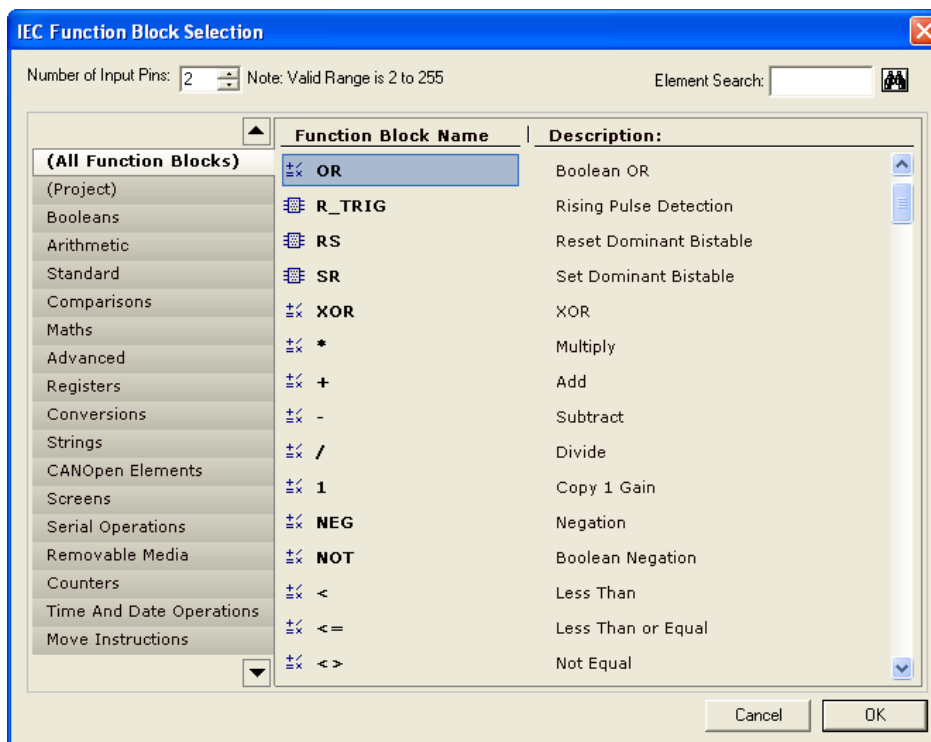 IEC Function Block Selection
Number of Input Pins: 2 Note: Valid Range is 2 to 255 Element Search:
Function Block Name Description:
(All Function Blocks)
(Project)
Booleans
Arithmetic
Standard
Comparisons
Maths
Advanced
Registers
Conversions
Strings
CANOpen Elements
Screens
Serial Operations
Removable Media
Counters
Time And Date Operations
Move Instructions
OR Boolean OR
R_TRIG Rising Pulse Detection
RS Reset Dominant Bistable
SR Set Dominant Bistable
XOR XOR
* Multiply
+ Add
- Subtract
/ Divide
1 Copy 1 Gain
NEG Negation
NOT Boolean Negation
< Less Than
<= Less Than or Equal
<> Not Equal
Cancel OK